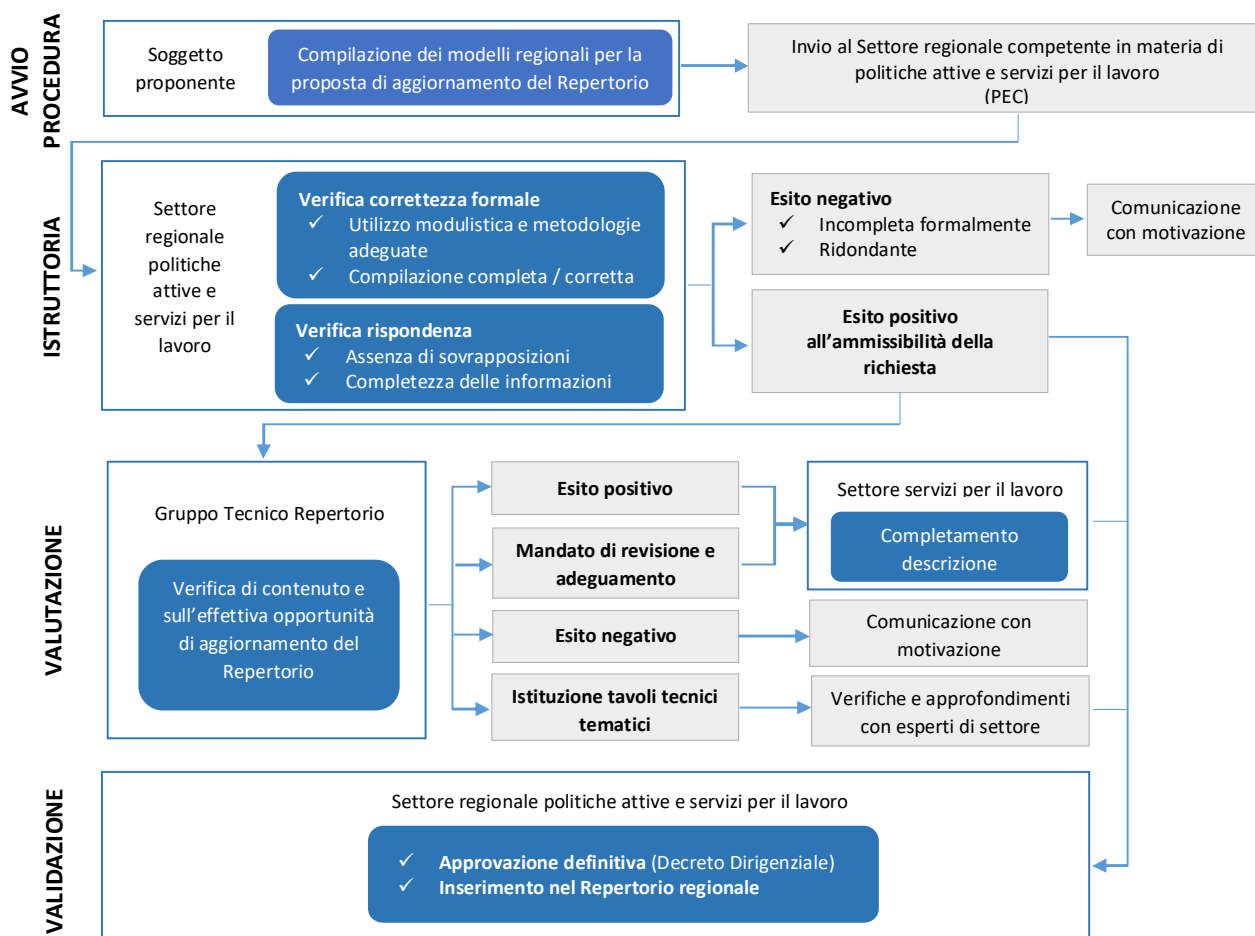 AVVIO
PROCEDURA
Soggetto
proponente
Compilazione dei modelli regionali per la
proposta di aggiornamento del Repertorio
Invio al Settore regionale competente in materia di
politiche attive e servizi per il lavoro
(PEC)
ISTRUTTORIA
Settore
regionale
politiche
attive e
servizi per il
lavoro
Verifica correttezza formale
✓ Utilizzo modulistica e metodologie
adeguate
✓ Compilazione completa / corretta
Verifica rispondenza
✓ Assenza di sovrapposizioni
✓ Completezza delle informazioni
Esito negativo
✓ Incompleta formalmente
✓ Ridondante
Comunicazione
con motivazione
Esito positivo
all’ammissibilità della
richiesta
VALUTAZIONE
Gruppo Tecnico Repertorio
Verifica di contenuto e
sull’effettiva opportunità
di aggiornamento del
Repertorio
Esito positivo
Mandato di revisione e
adeguamento
Esito negativo
Istituzione tavoli tecnici
tematici
Settore servizi per il lavoro
Completamento
descrizione
Comunicazione con
motivazione
Verifiche e approfondimenti
con esperti di settore
VALIDAZIONE
Settore regionale politiche attive e servizi per il lavoro
✓ Approvazione definitiva (Decreto Dirigenziale)
✓ Inserimento nel Repertorio regionale